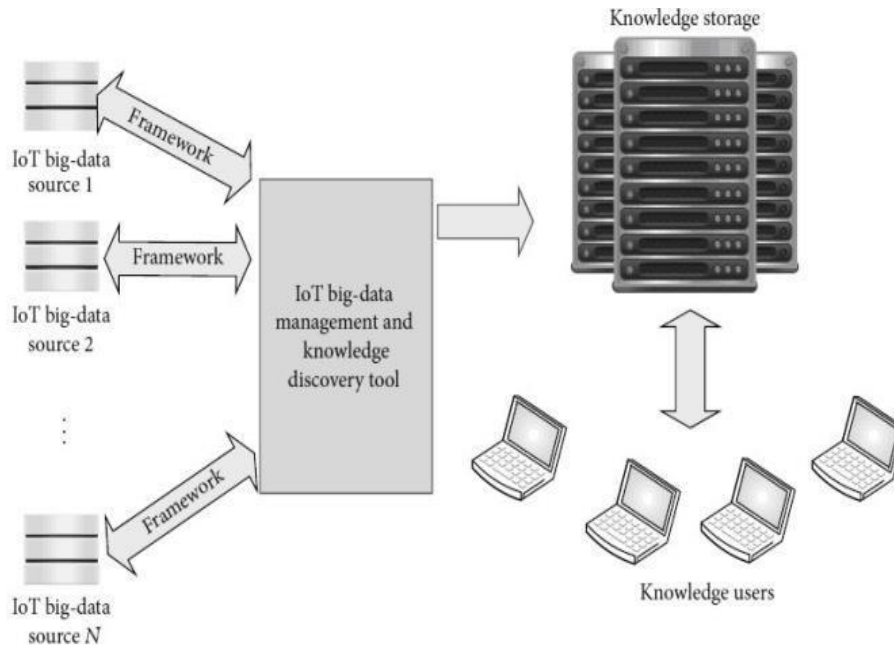 Knowledge storage
Framework
IoT big-data
source 1
Framework
IoT big-data
source 2
IoT big-data
management and
knowledge
discovery tool
⋮
Framework
IoT big-data
source N
Knowledge users